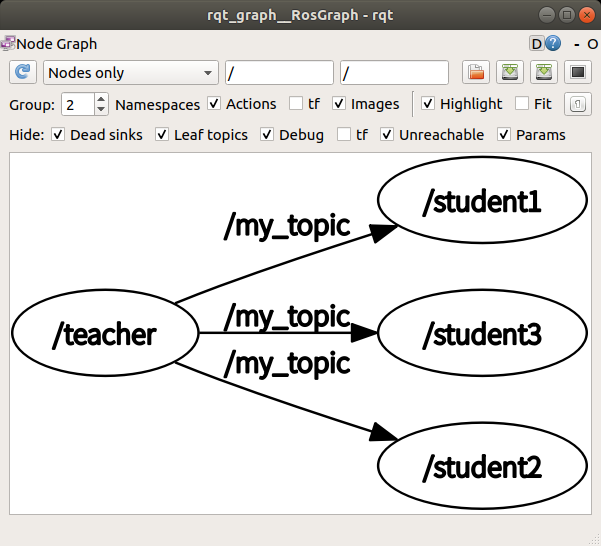 rqt_graph__RosGraph - rqt
Node Graph
D ? - O
Nodes only / /
Group: 2 Namespaces Actions tf Images Highlight Fit
Hide: Dead sinks Leaf topics Debug tf Unreachable Params
/student1
/my_topic
/teacher
/my_topic
/student3
/my_topic
/student2